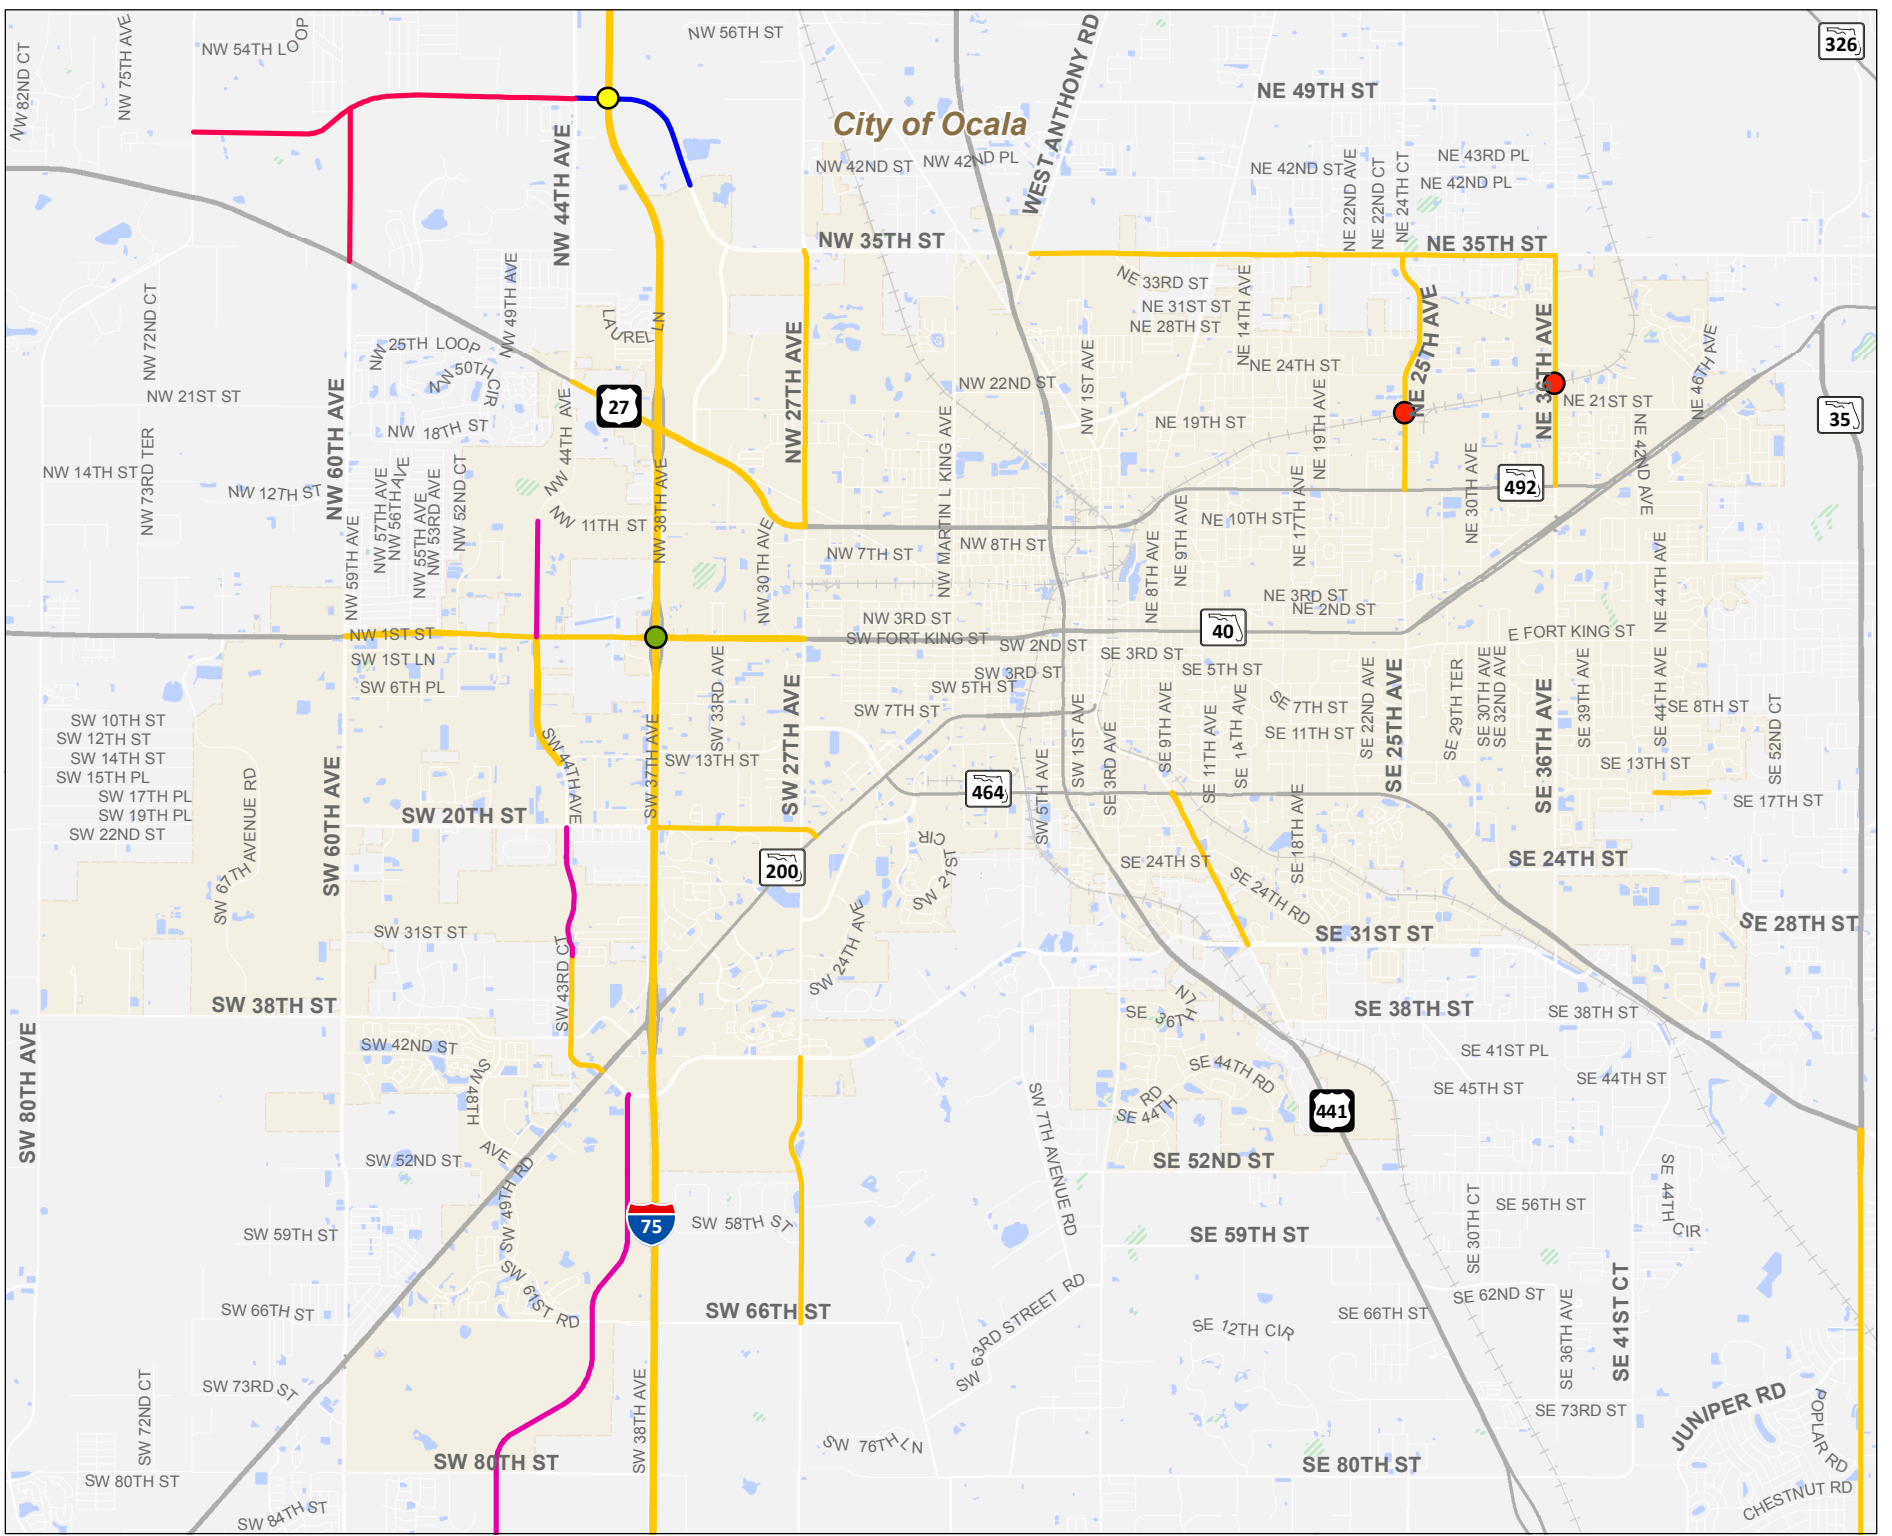 NW 82ND CT
NW 75TH AVE
NW 54TH LOOP
NW 56TH ST
WEST ANTHONY RD
326
NE 49TH ST
City of Ocala
NW 44TH AVE
NW 42ND ST
NW 42ND PL
NE 42ND ST
NE 22ND AVE
NE 22ND CT
NE 24TH CT
NE 43RD PL
NE 42ND PL
NW 35TH ST
NE 35TH ST
NW 49TH AVE
NE 33RD ST
NE 31ST ST
NE 28TH ST
NE 14TH AVE
NE 25TH AVE
NE 36TH AVE
NW 72ND CT
LAUREL LN
NW 25TH LOOP
NW 50TH CIR
NW 27TH AVE
NW 1ST AVE
NE 24TH ST
NE 46TH AVE
NW 21ST ST
NW 60TH AVE
27
NW 22ND ST
NE 19TH ST
NE 19TH AVE
NE 21ST ST
35
NW 18TH ST
NW 44TH AVE
NW MARTIN L KING AVE
NE 42ND AVE
NW 14TH ST
NW 73RD TER
NW 12TH ST
NW 57TH AVE
NW 56TH AVE
NW 55TH AVE
NW 53RD AVE
NW 52ND CT
NW 59TH AVE
NW 38TH AVE
NE 17TH AVE
NE 30TH AVE
492
NW 11TH ST
NW 30TH AVE
NW 7TH ST
NW 8TH ST
NE 8TH AVE
NE 9TH AVE
NE 10TH ST
NE 44TH AVE
NW 3RD ST
NE 3RD ST
NE 2ND ST
NW 1ST ST
SW FORT KING ST
SW 2ND ST
40
E FORT KING ST
SW 1ST LN
SW 6TH PL
SW 33RD AVE
SW 3RD ST
SW 5TH ST
SE 3RD ST
SE 5TH ST
SE 22ND AVE
SE 25TH AVE
SE 29TH TER
SE 30TH AVE
SE 32ND AVE
SE 36TH AVE
SE 39TH AVE
SE 44TH AVE
SE 8TH ST
SE 52ND CT
SW 10TH ST
SW 12TH ST
SW 14TH ST
SW 15TH PL
SW 17TH PL
SW 19TH PL
SW 22ND ST
SW 7TH ST
SE 7TH ST
SE 11TH ST
SW 44TH AVE
SW 37TH AVE
SW 13TH ST
SW 27TH AVE
SW 5TH AVE
SW 1ST AVE
SE 3RD AVE
SE 9TH AVE
SE 11TH AVE
SE 14TH AVE
SE 13TH ST
SW 60TH AVE
SW 67TH AVENUE RD
464
SW 20TH ST
SE 17TH ST
SE 18TH AVE
200
SW 21ST CIR
SE 24TH ST
SE 24TH RD
SE 24TH ST
SW 31ST ST
SW 43RD CT
SW 24TH AVE
SE 31ST ST
SE 28TH ST
SW 38TH ST
SE 36TH LN
SE 38TH ST
SE 38TH ST
SW 80TH AVE
SW 42ND ST
SW 48TH AVE
SE 44TH RD
SE 41ST PL
SE 45TH ST
SE 44TH ST
SE 44TH RD
441
SW 7TH AVENUE RD
SW 52ND ST
SW 49TH RD
SE 52ND ST
SE 44TH CIR
SE 56TH ST
SE 30TH CT
75
SW 58TH ST
SW 59TH ST
SE 59TH ST
SE 41ST CT
SW 61ST RD
SW 66TH ST
SW 66TH ST
SW 63RD STREET RD
SE 12TH CIR
SE 66TH ST
SE 62ND ST
SE 36TH AVE
SW 73RD ST
SW 72ND CT
SW 38TH AVE
SE 73RD ST
JUNIPER RD
POPLAR RD
SW 76TH LN
SW 80TH ST
SW 80TH ST
SE 80TH ST
CHESTNUT RD
SW 84TH ST